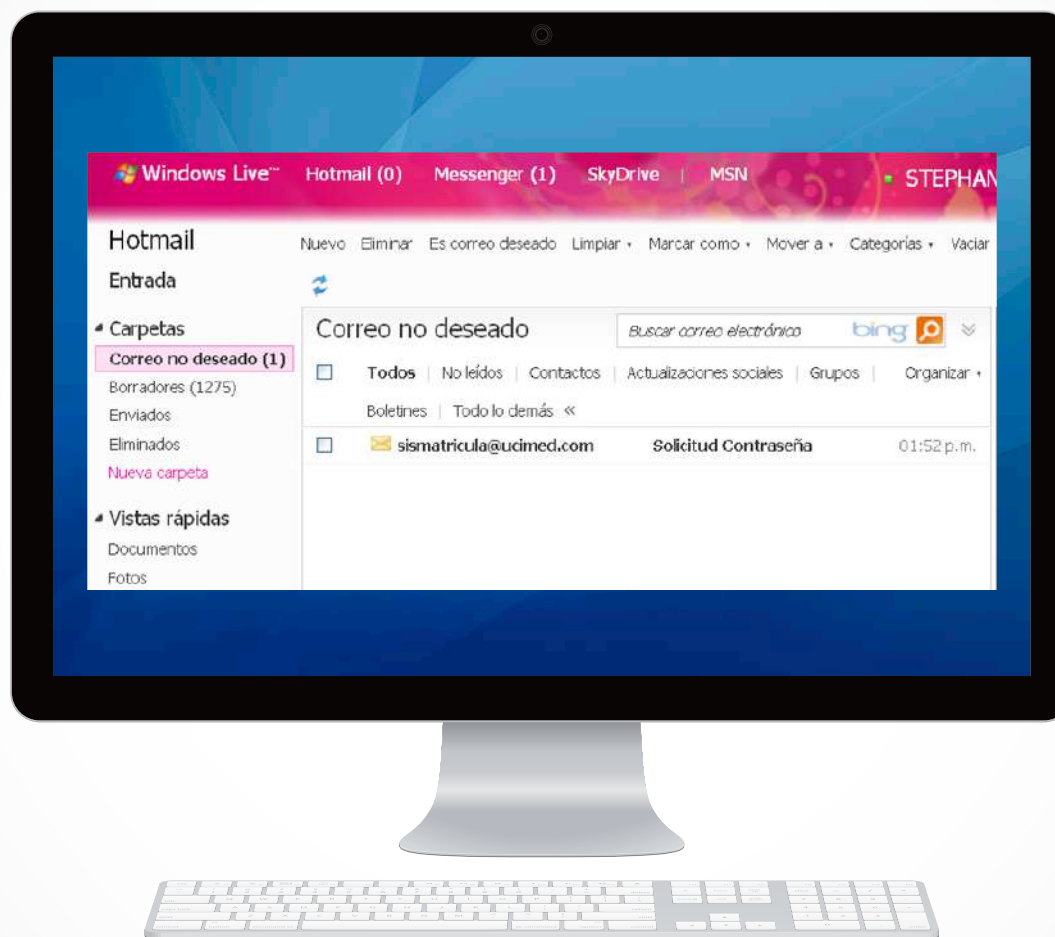 Windows Live™ Hotmail (0) Messenger (1) SkyDrive | MSN STEPHAN
Hotmail
Nuevo Eliminar Es correo deseado Limpiar Marcar como Mover a Categorías Vaciar
Entrada
Carpetas
Correo no deseado (1)
Borradores (1275)
Enviados
Eliminados
Nueva carpeta
Vistas rápidas
Documentos
Fotos
Correo no deseado
Buscar correo electrónico bing
Todos | No leídos | Contactos | Actualizaciones sociales | Grupos | Organizar
Boletines | Todo lo demás «
sismatricula@ucimed.com Solicitud Contraseña 01:52 p.m.